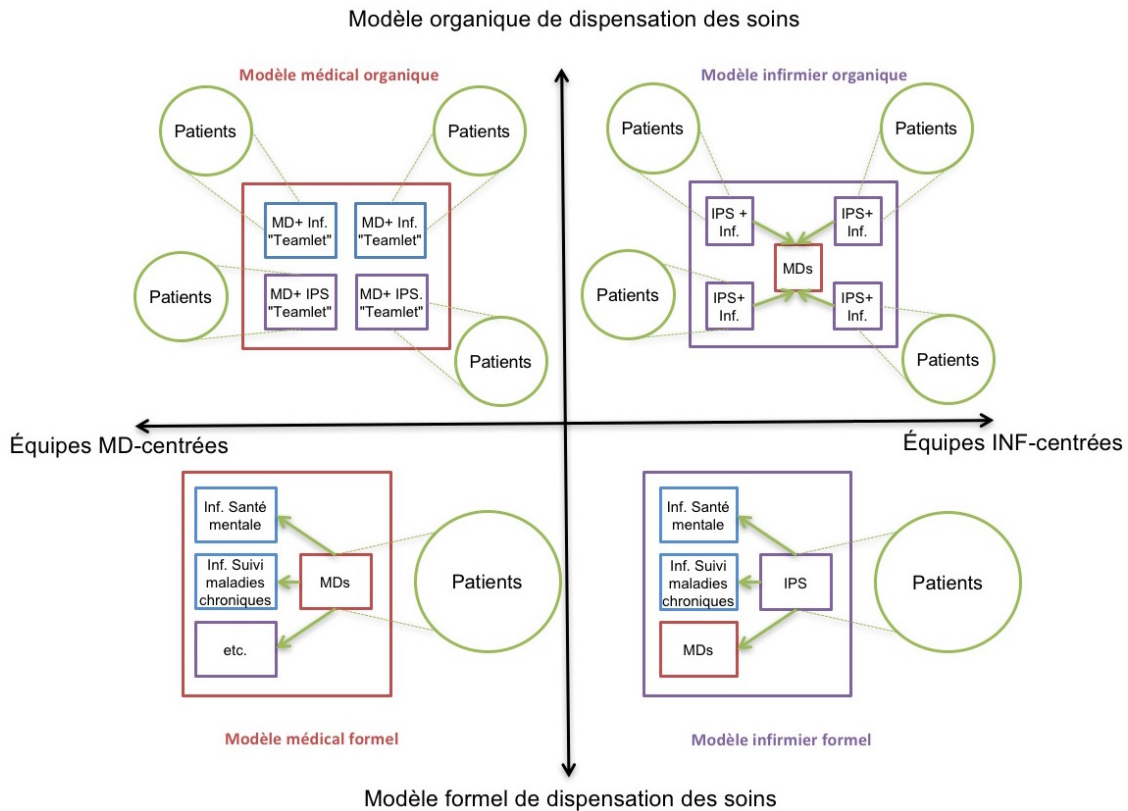 Modèle organique de dispensation des soins
Modèle médical organique
Modèle infirmier organique
Patients
Patients
Patients
Patients
MD+ Inf.
"Teamlet"
MD+ Inf.
"Teamlet"
MD+ IPS
"Teamlet"
MD+ IPS.
"Teamlet"
Patients
Patients
IPS +
Inf.
IPS+
Inf.
MDs
IPS+
Inf.
IPS+
Inf.
Patients
Patients
Équipes MD-centrées
Équipes INF-centrées
Inf. Santé
mentale
Inf. Suivi
maladies
chroniques
etc.
MDs
Patients
Inf. Santé
mentale
Inf. Suivi
maladies
chroniques
MDs
IPS
Patients
Modèle médical formel
Modèle infirmier formel
Modèle formel de dispensation des soins